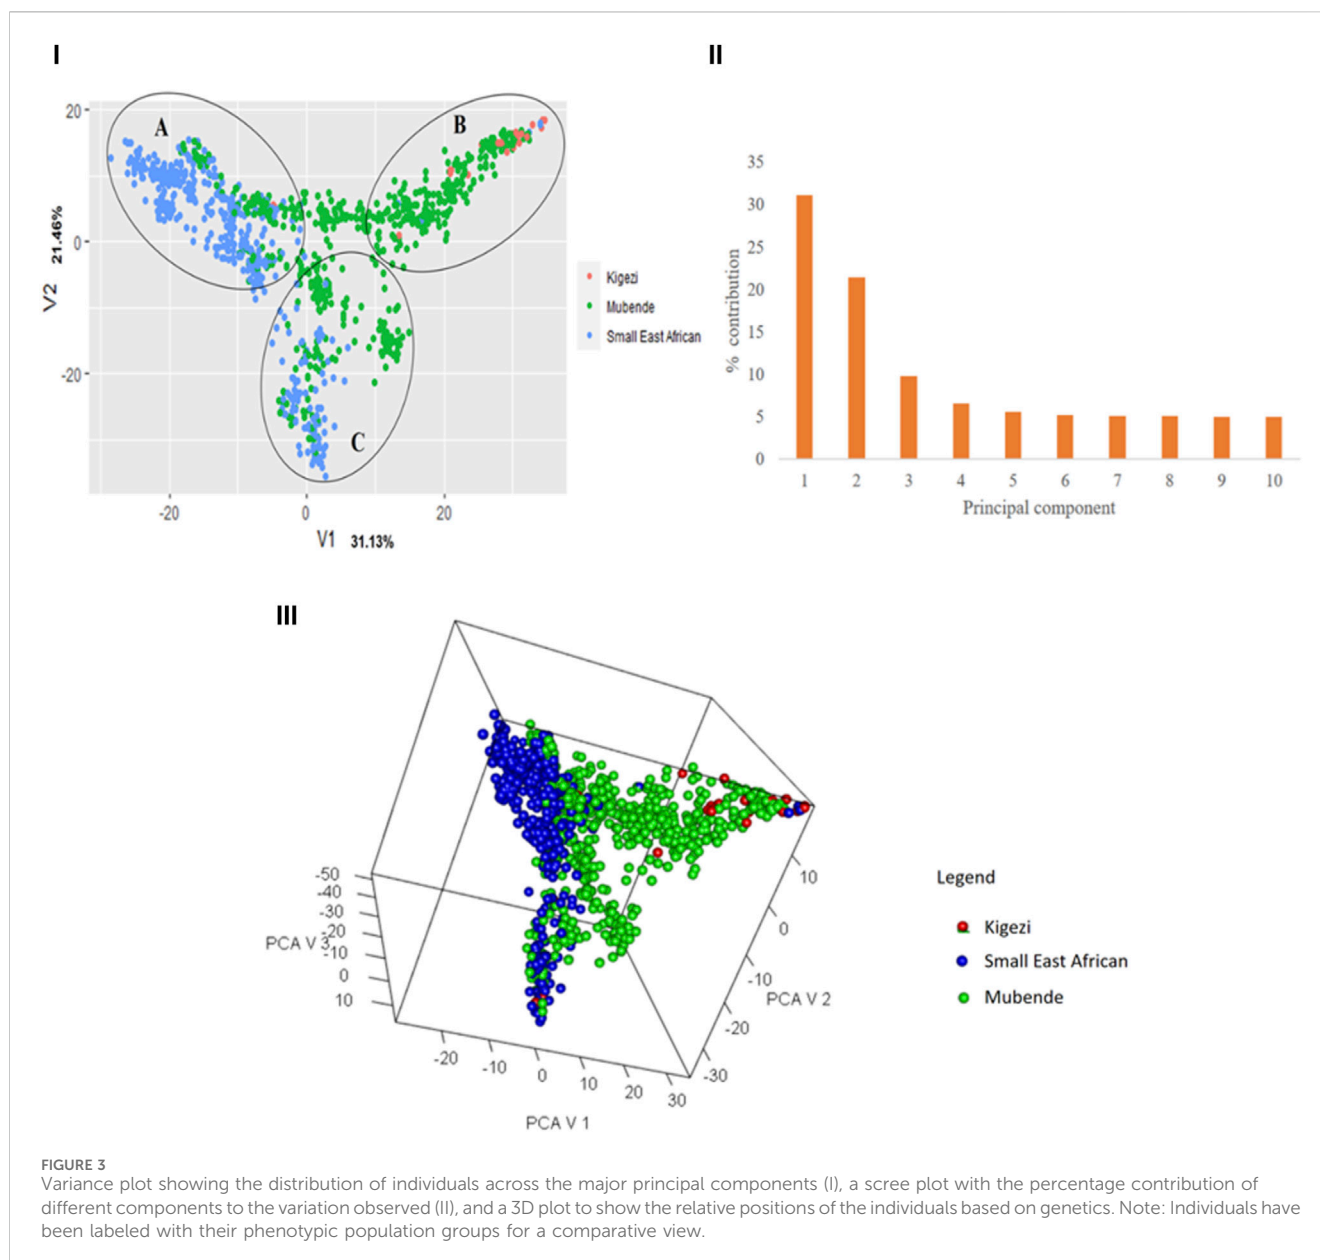 I
II
A
B
C
20
0
-20
V2 21.46%
-20
0
20
V1 31.13%
Kigezi
Mubende
Small East African
35
30
25
20
15
10
5
0
% contribution
1 2 3 4 5 6 7 8 9 10
Principal component
III
-50
-40
-30
-20
-10
0
10
PCA V 3
-20
-10
0
10
20
30
PCA V 1
10
0
-10
-20
-30
PCA V 2
Legend
Kigezi
Small East African
Mubende
FIGURE 3
Variance plot showing the distribution of individuals across the major principal components (I), a scree plot with the percentage contribution of
different components to the variation observed (II), and a 3D plot to show the relative positions of the individuals based on genetics. Note: Individuals have
been labeled with their phenotypic population groups for a comparative view.